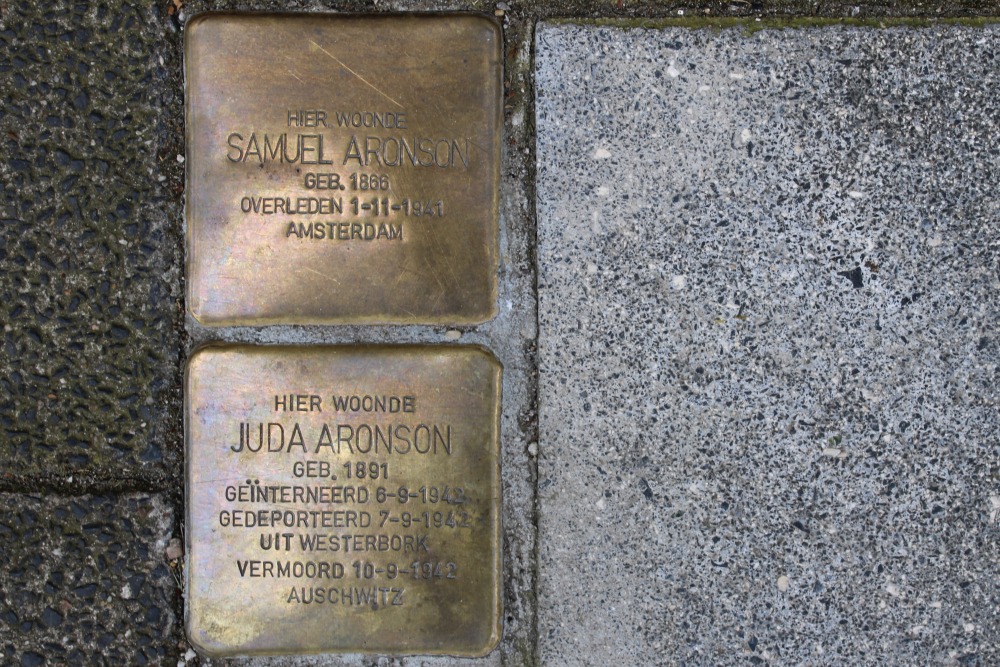 HIER WOONDE
SAMUEL ARONSON
GEB. 1866
OVERLEDEN 1-11-1941
AMSTERDAM
HIER WOONDE
JUDA ARONSON
GEB. 1891
GEÏNTERNEERD 6-9-1942
GEDEPORTEERD 7-9-1942
UIT WESTERBORK
VERMOORD 10-9-1942
AUSCHWITZ